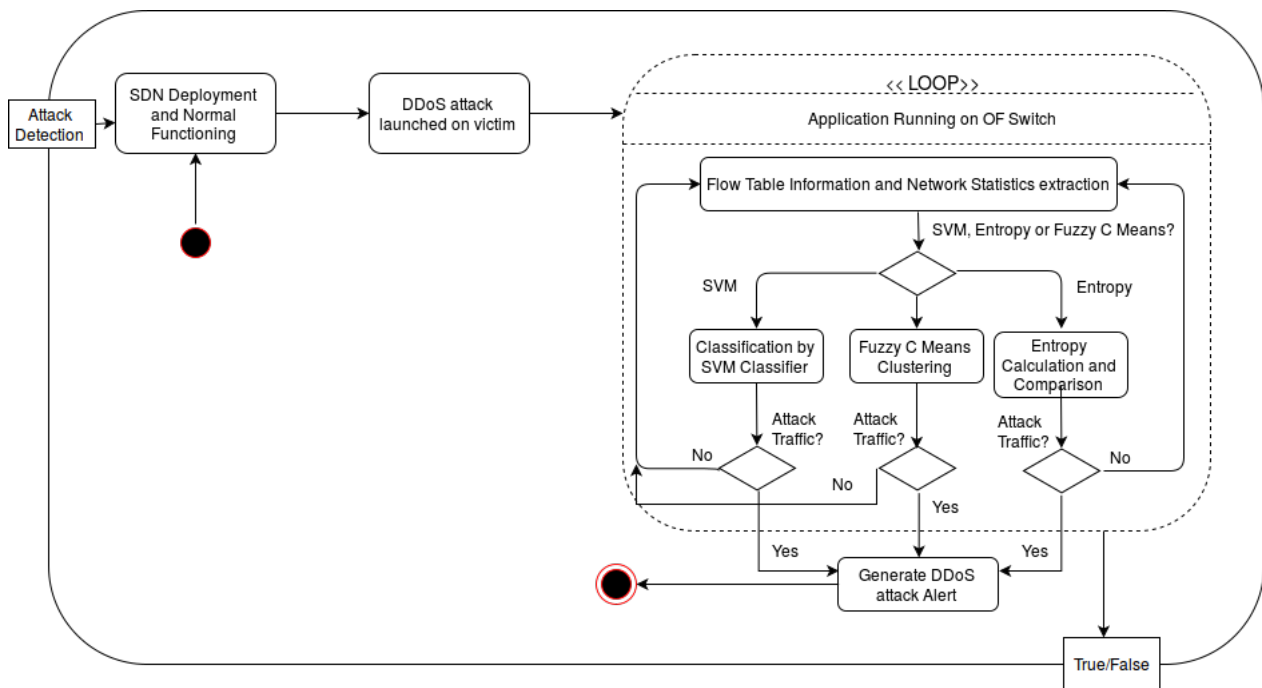 Attack
Detection
SDN Deployment
and Normal
Functioning
DDoS attack
launched on victim
<< LOOP>>
Application Running on OF Switch
Flow Table Information and Network Statistics extraction
SVM, Entropy or Fuzzy C Means?
SVM
Entropy
Classification by
SVM Classifier
Fuzzy C Means
Clustering
Entropy
Calculation and
Comparison
Attack
Traffic?
Attack
Traffic?
Attack
Traffic?
No
No
No
Yes
Yes
Yes
Generate DDoS
attack Alert
True/False